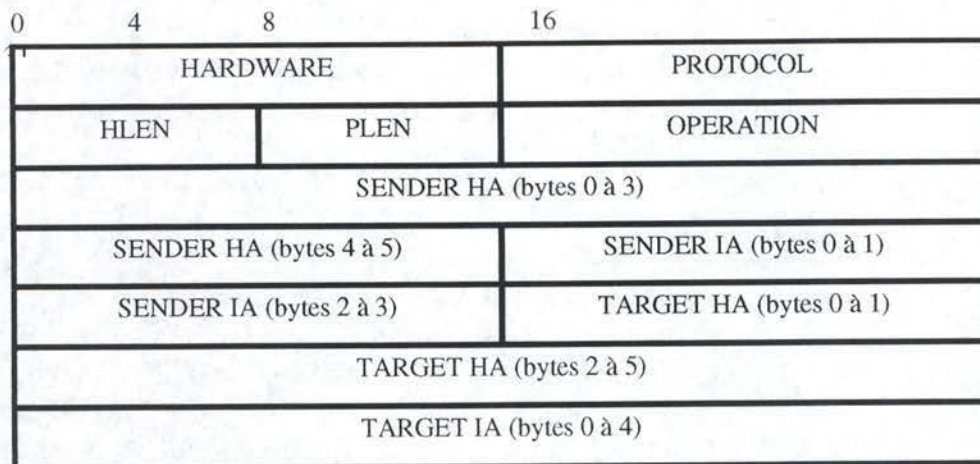 0 4 8 16
HARDWARE PROTOCOL
HLEN PLEN OPERATION
SENDER HA (bytes 0 à 3)
SENDER HA (bytes 4 à 5) SENDER IA (bytes 0 à 1)
SENDER IA (bytes 2 à 3) TARGET HA (bytes 0 à 1)
TARGET HA (bytes 2 à 5)
TARGET IA (bytes 0 à 4)